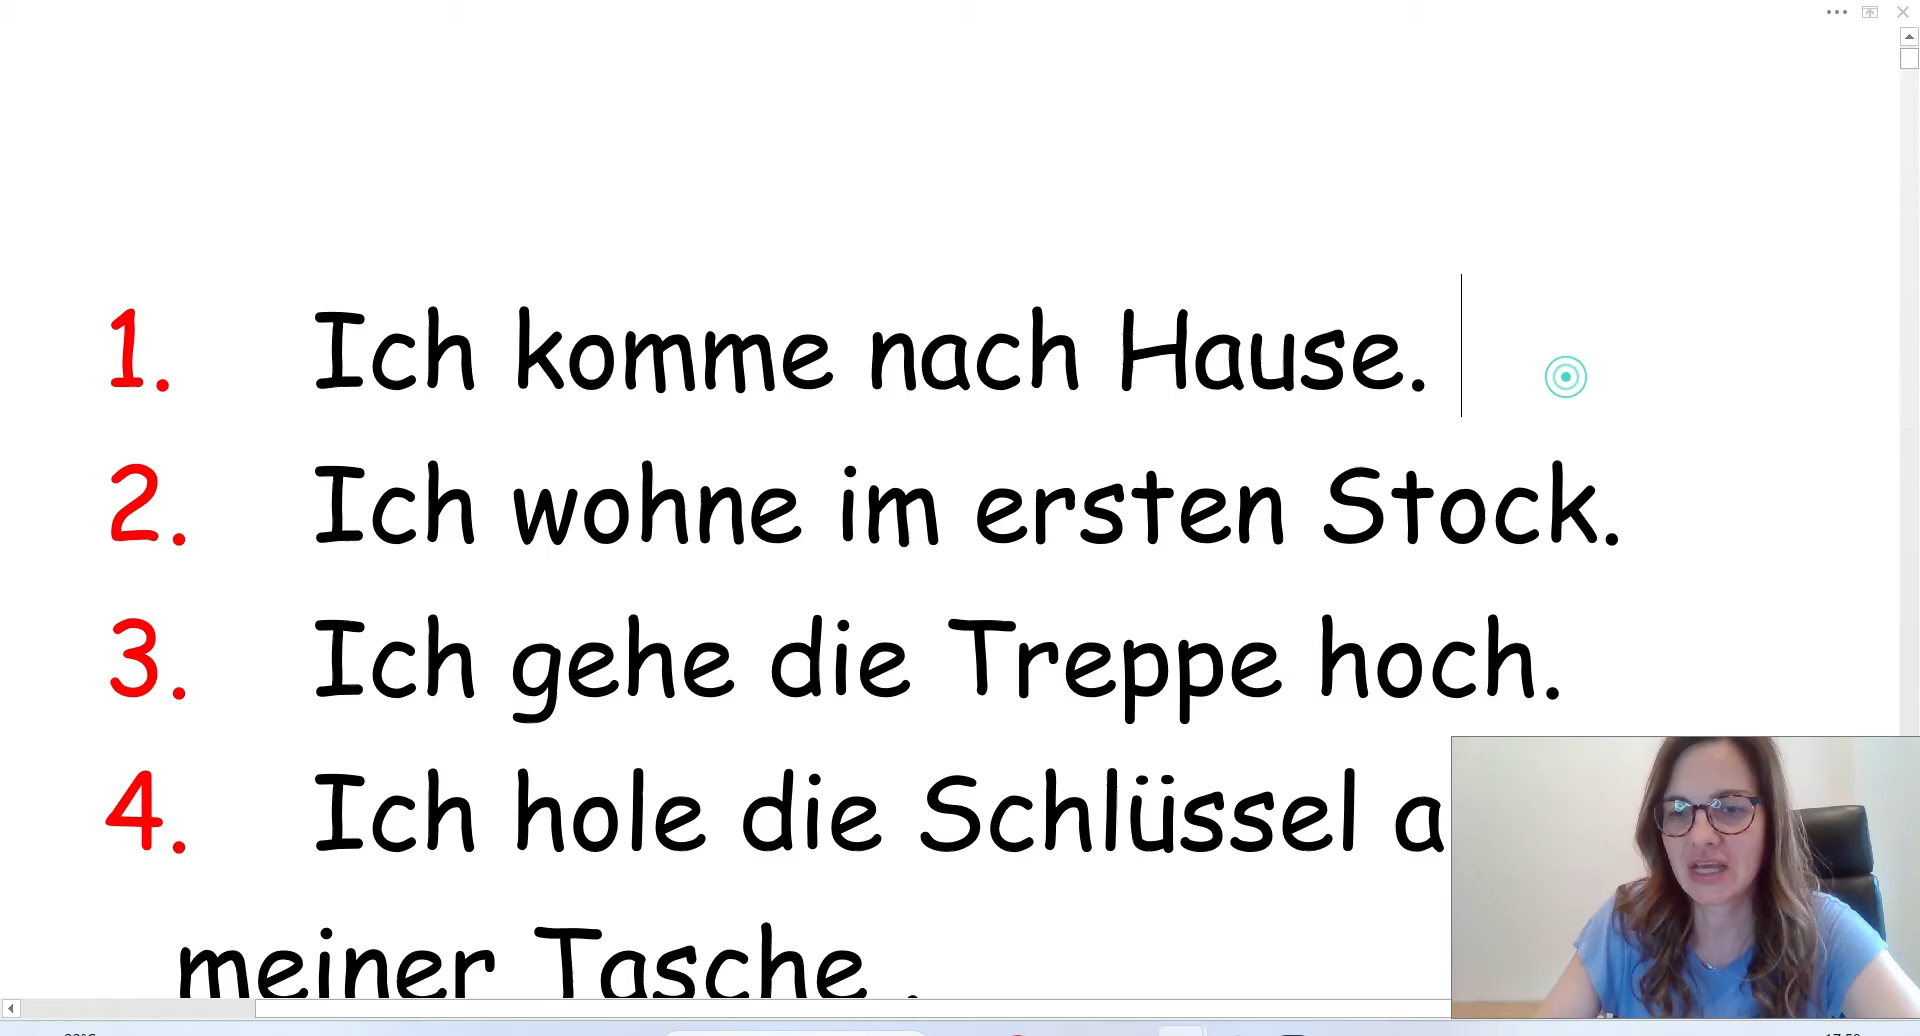 1. Ich komme nach Hause.
2. Ich wohne im ersten Stock.
3. Ich gehe die Treppe hoch.
4. Ich hole die Schlüssel a
meiner Tasche .